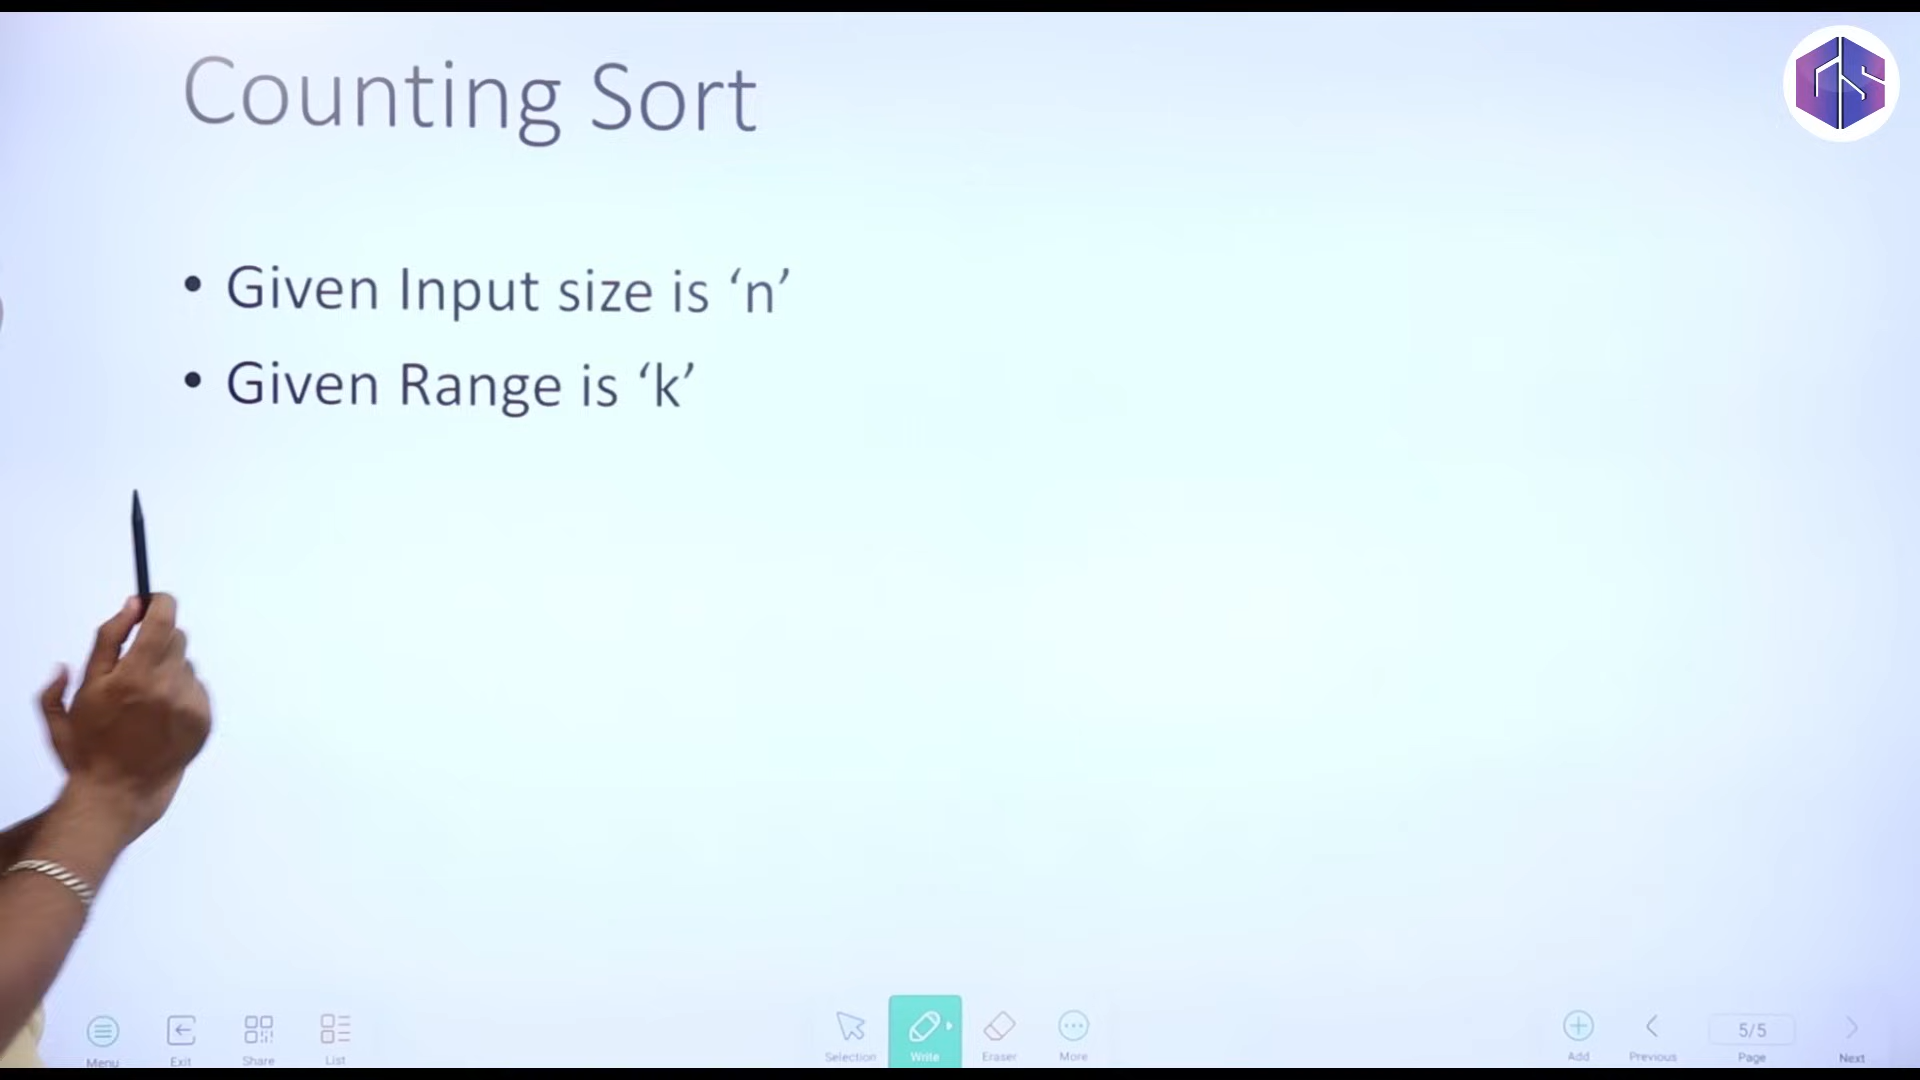 Counting Sort
• Given Input size is ‘n’
• Given Range is ‘k’
Menu
Exit
Share
List
Selection
Write
Eraser
More
Add
Previous
5/5
Page
Next